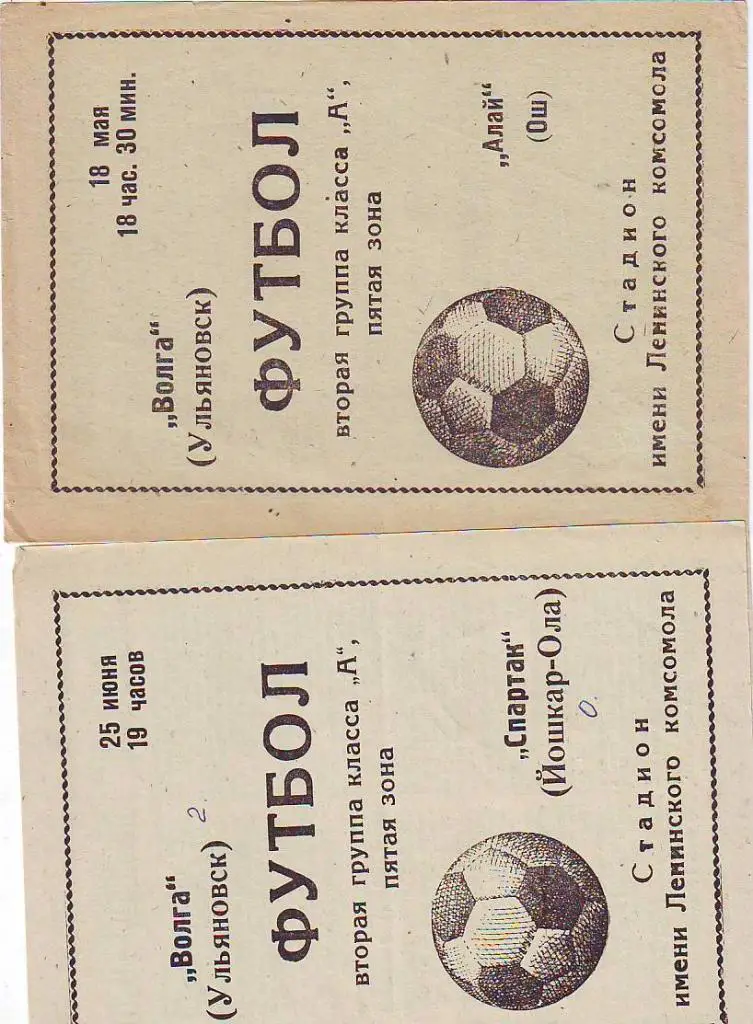 18 мая
18 час. 30 мин.
„Волга“
(Ульяновск)
ФУТБОЛ
вторая группа класса „А“,
пятая зона
„Алай“
(Ош)
Стадион
имени Ленинского комсомола
25 июня
19 часов
„Волга“ 2.
(Ульяновск)
ФУТБОЛ
вторая группа класса „А“,
пятая зона
„Спартак“
(Йошкар-Ола)
0.
Стадион
имени Ленинского комсомола